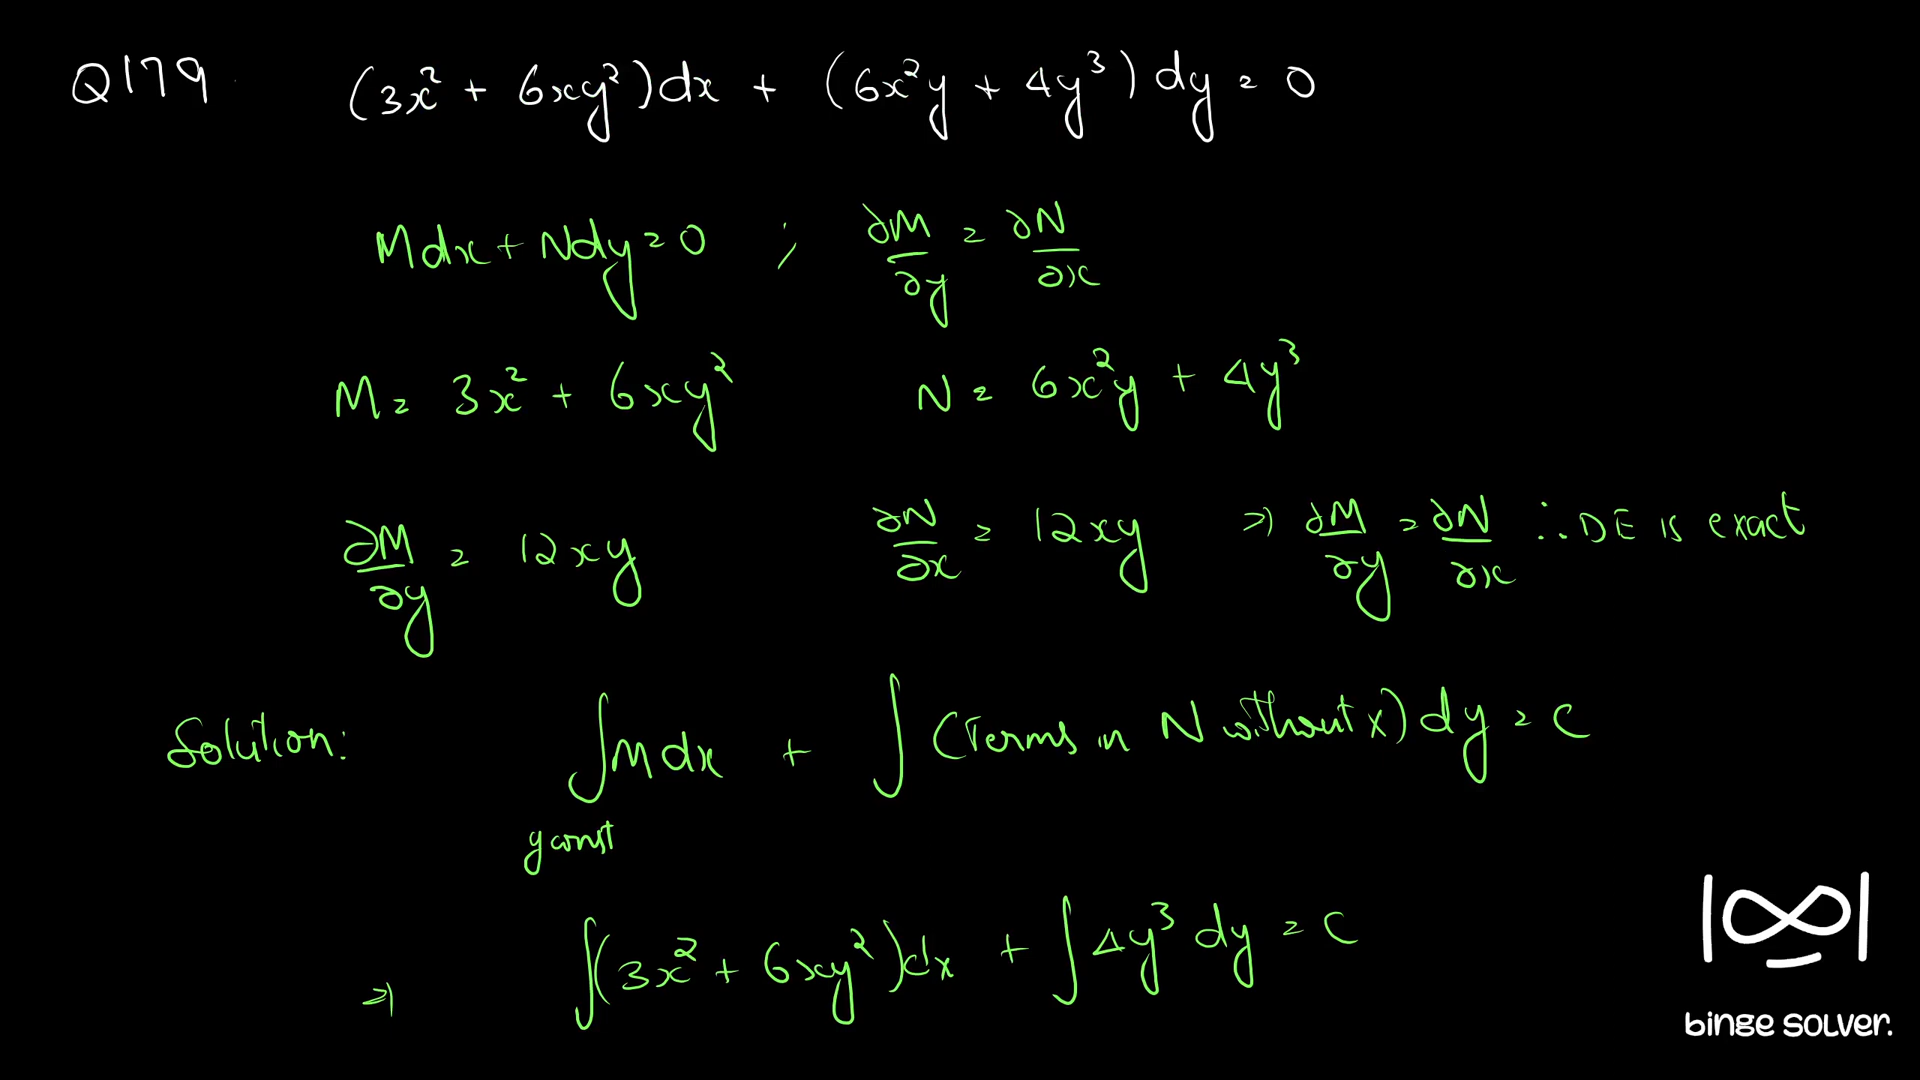 Q179 (3x² + 6xy²)dx + (6x²y + 4y³)dy = 0
Mdx + Ndy = 0 ; ∂M/∂y = ∂N/∂x
M = 3x² + 6xy² N = 6x²y + 4y³
∂M/∂y = 12xy ∂N/∂x = 12xy ⇒ ∂M/∂y = ∂N/∂x ∴ DE is exact
Solution: ∫Mdx + ∫(Terms in N without x)dy = C
y const
⇒ ∫(3x² + 6xy²)dx + ∫4y³ dy = C
binge solver.